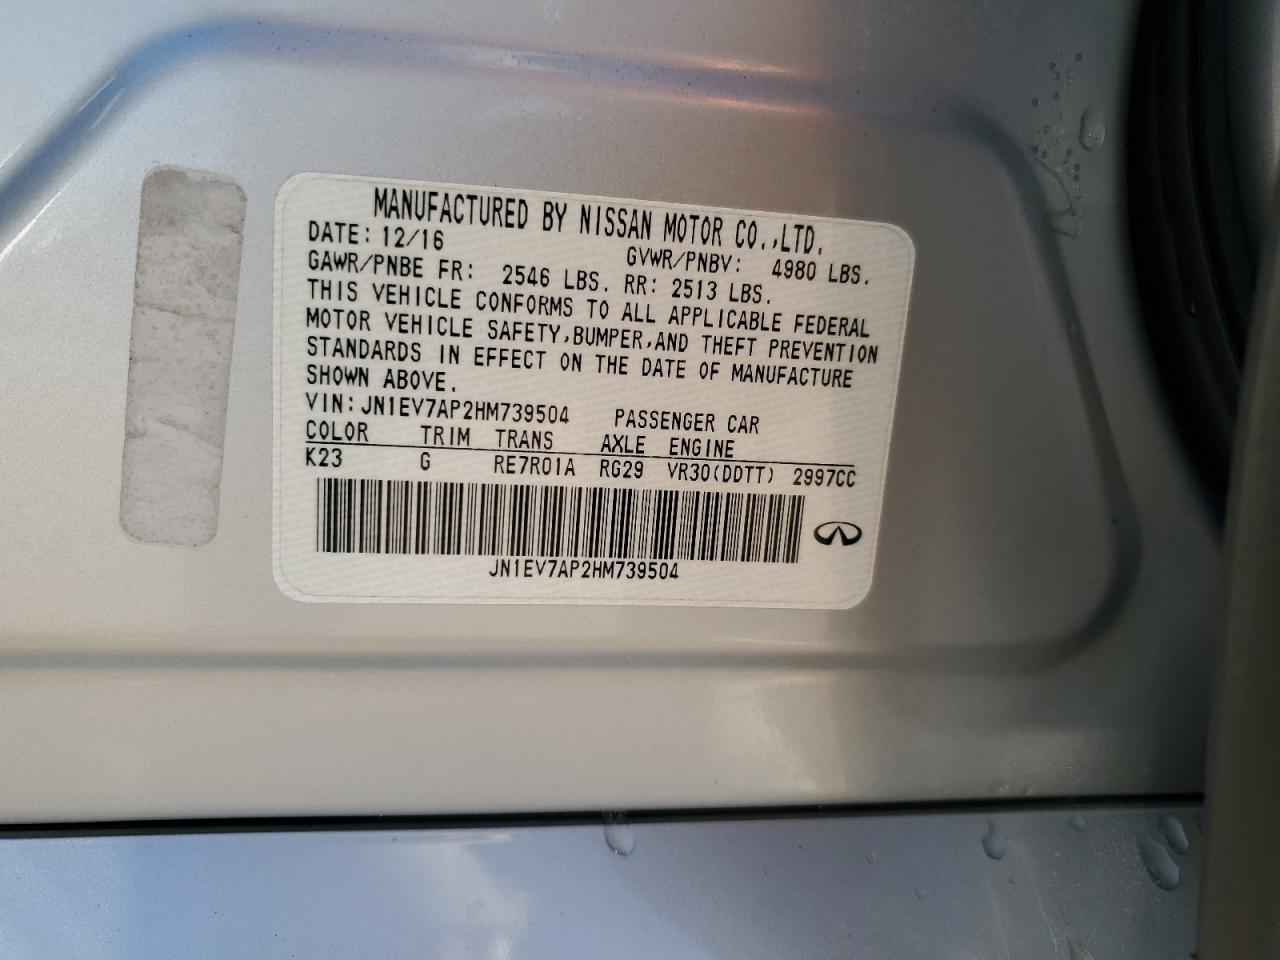 MANUFACTURED BY NISSAN MOTOR CO.,LTD.
DATE: 12/16 GVWR/PNBV: 4980 LBS.
GAWR/PNBE FR: 2546 LBS. RR: 2513 LBS.
THIS VEHICLE CONFORMS TO ALL APPLICABLE FEDERAL
MOTOR VEHICLE SAFETY,BUMPER,AND THEFT PREVENTION
STANDARDS IN EFFECT ON THE DATE OF MANUFACTURE
SHOWN ABOVE.
VIN:JN1EV7AP2HM739504 PASSENGER CAR
COLOR TRIM TRANS AXLE ENGINE
K23 G RE7R01A RG29 VR30(DDTT) 2997CC
JN1EV7AP2HM739504